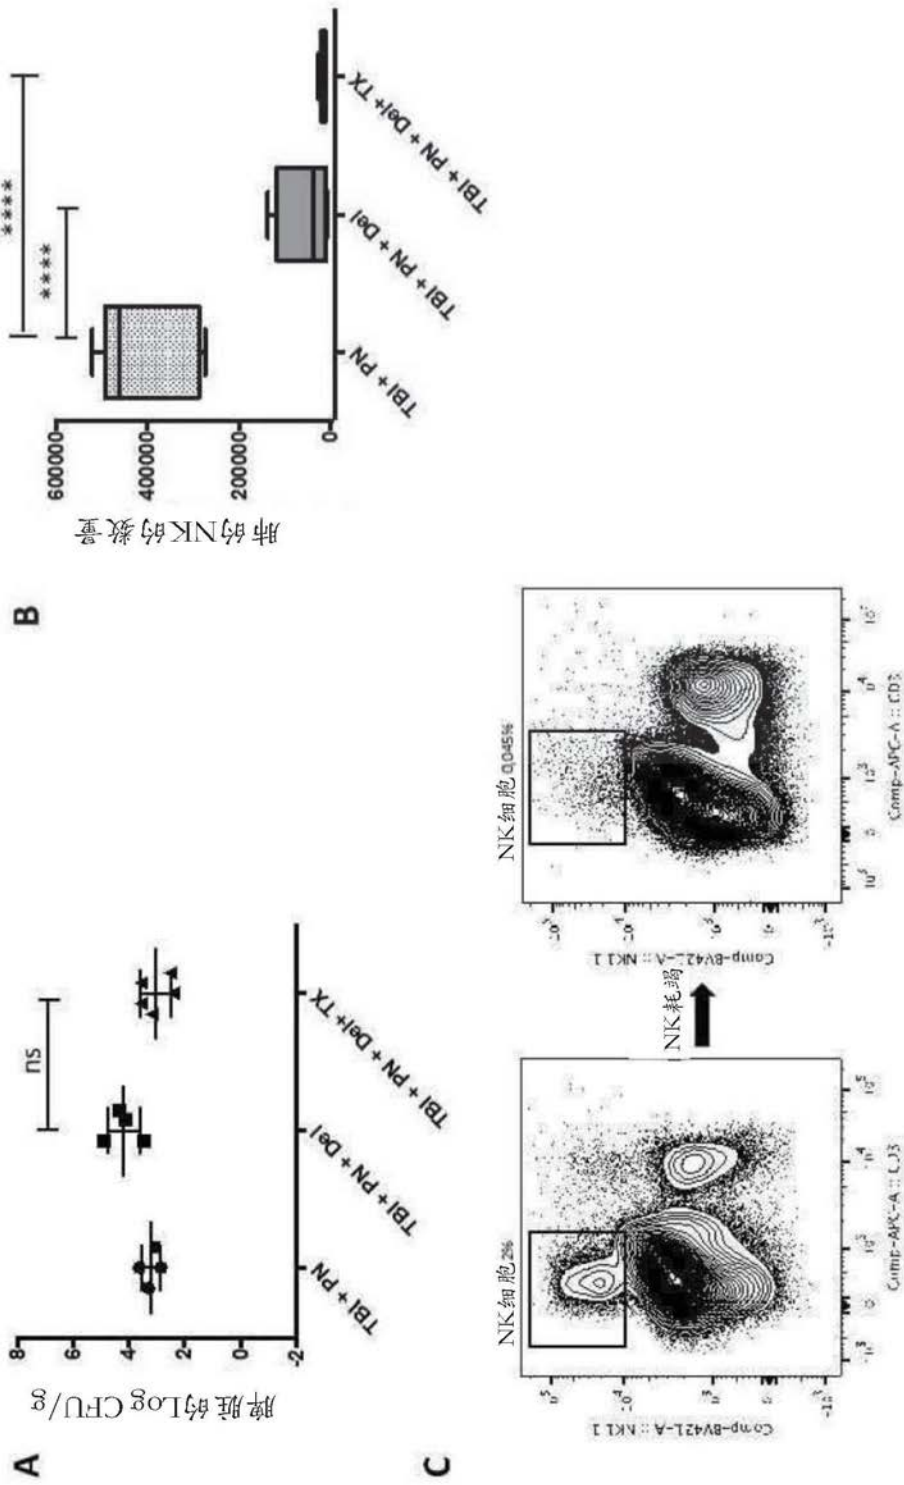 A
脾脏的Log CFU/g
8
6
4
2
0
-2
ns
TBI + PN
TBI + PN + Del
TBI + PN + Del+ TX
B
肺的NK的数量
600000
400000
200000
0
****
****
TBI + PN
TBI + PN + Del
TBI + PN + Del+ TX
C
NK细胞 2%
Comp-BV421-A :: NK1.1
Comp-APC-A :: CD3
NK耗竭
NK细胞 0,045%
Comp-BV421-A :: NK1.1
Comp-APC-A :: CD3